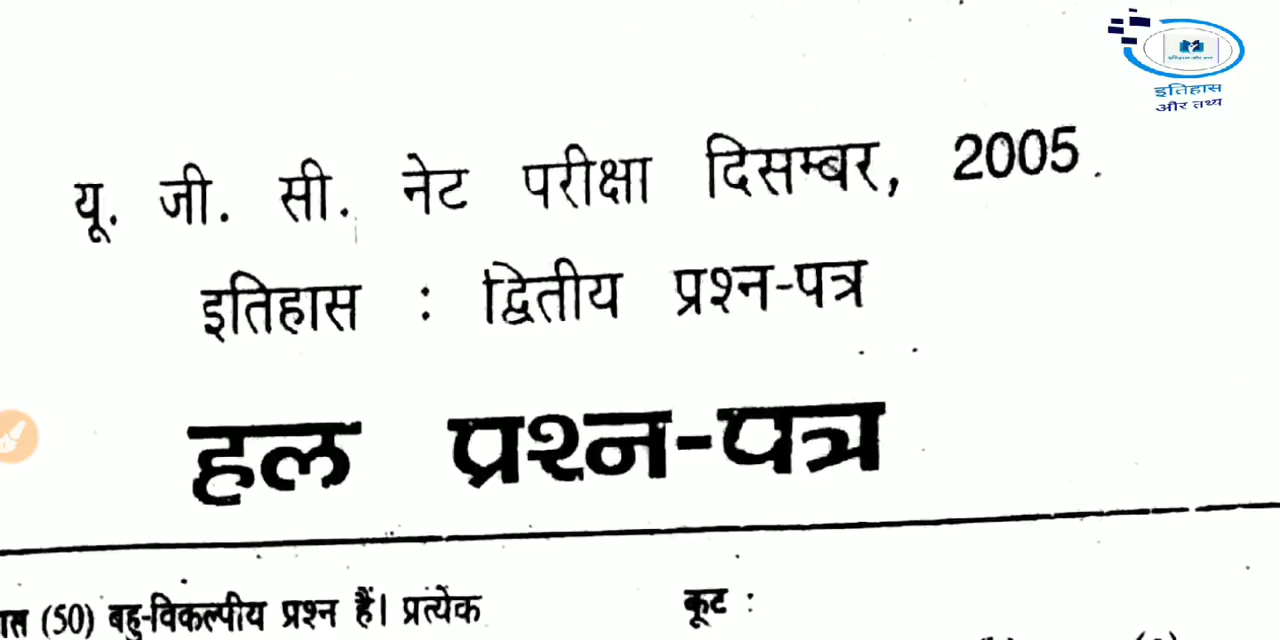 इतिहास
और तथ्य
यू. जी. सी. नेट परीक्षा दिसम्बर, 2005.
इतिहास : द्वितीय प्रश्न-पत्र
हल प्रश्न-पत्र
(50) बहु-विकल्पीय प्रश्न हैं। प्रत्येक
कूट :